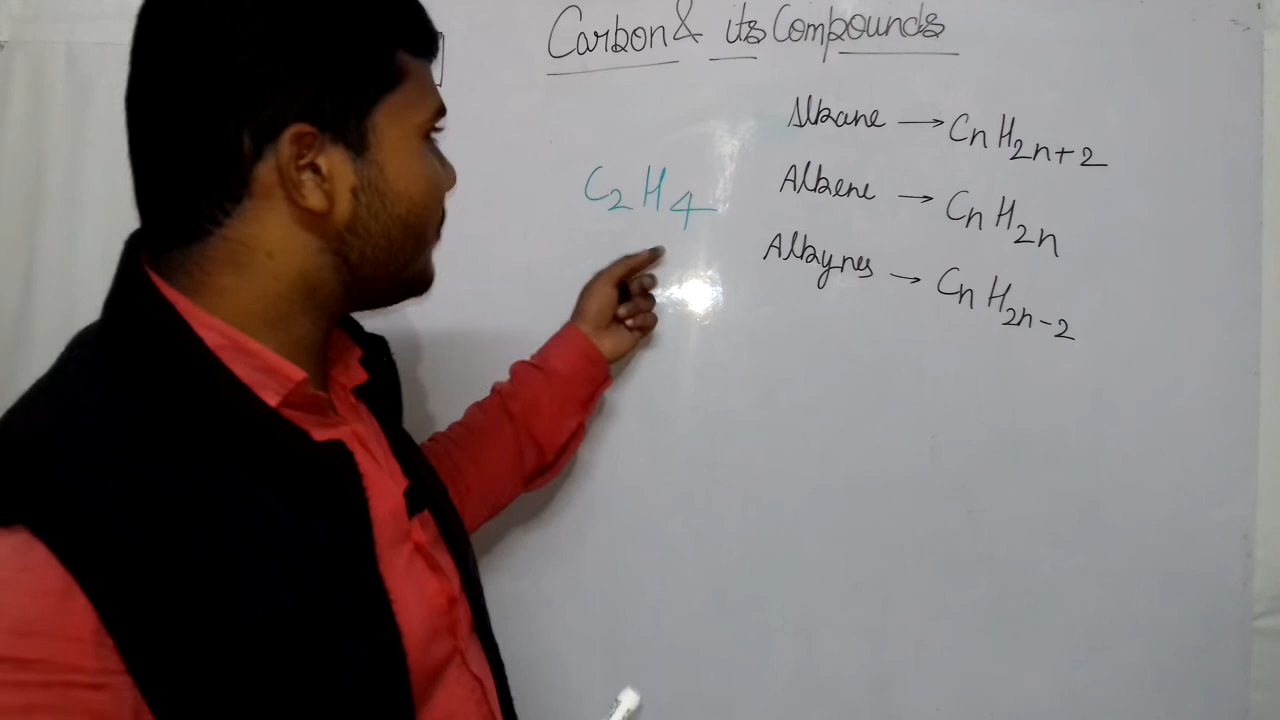 Carbon & its Compounds
Alkane → CnH2n+2
C2H4
Alkene → CnH2n
Alkynes → CnH2n-2